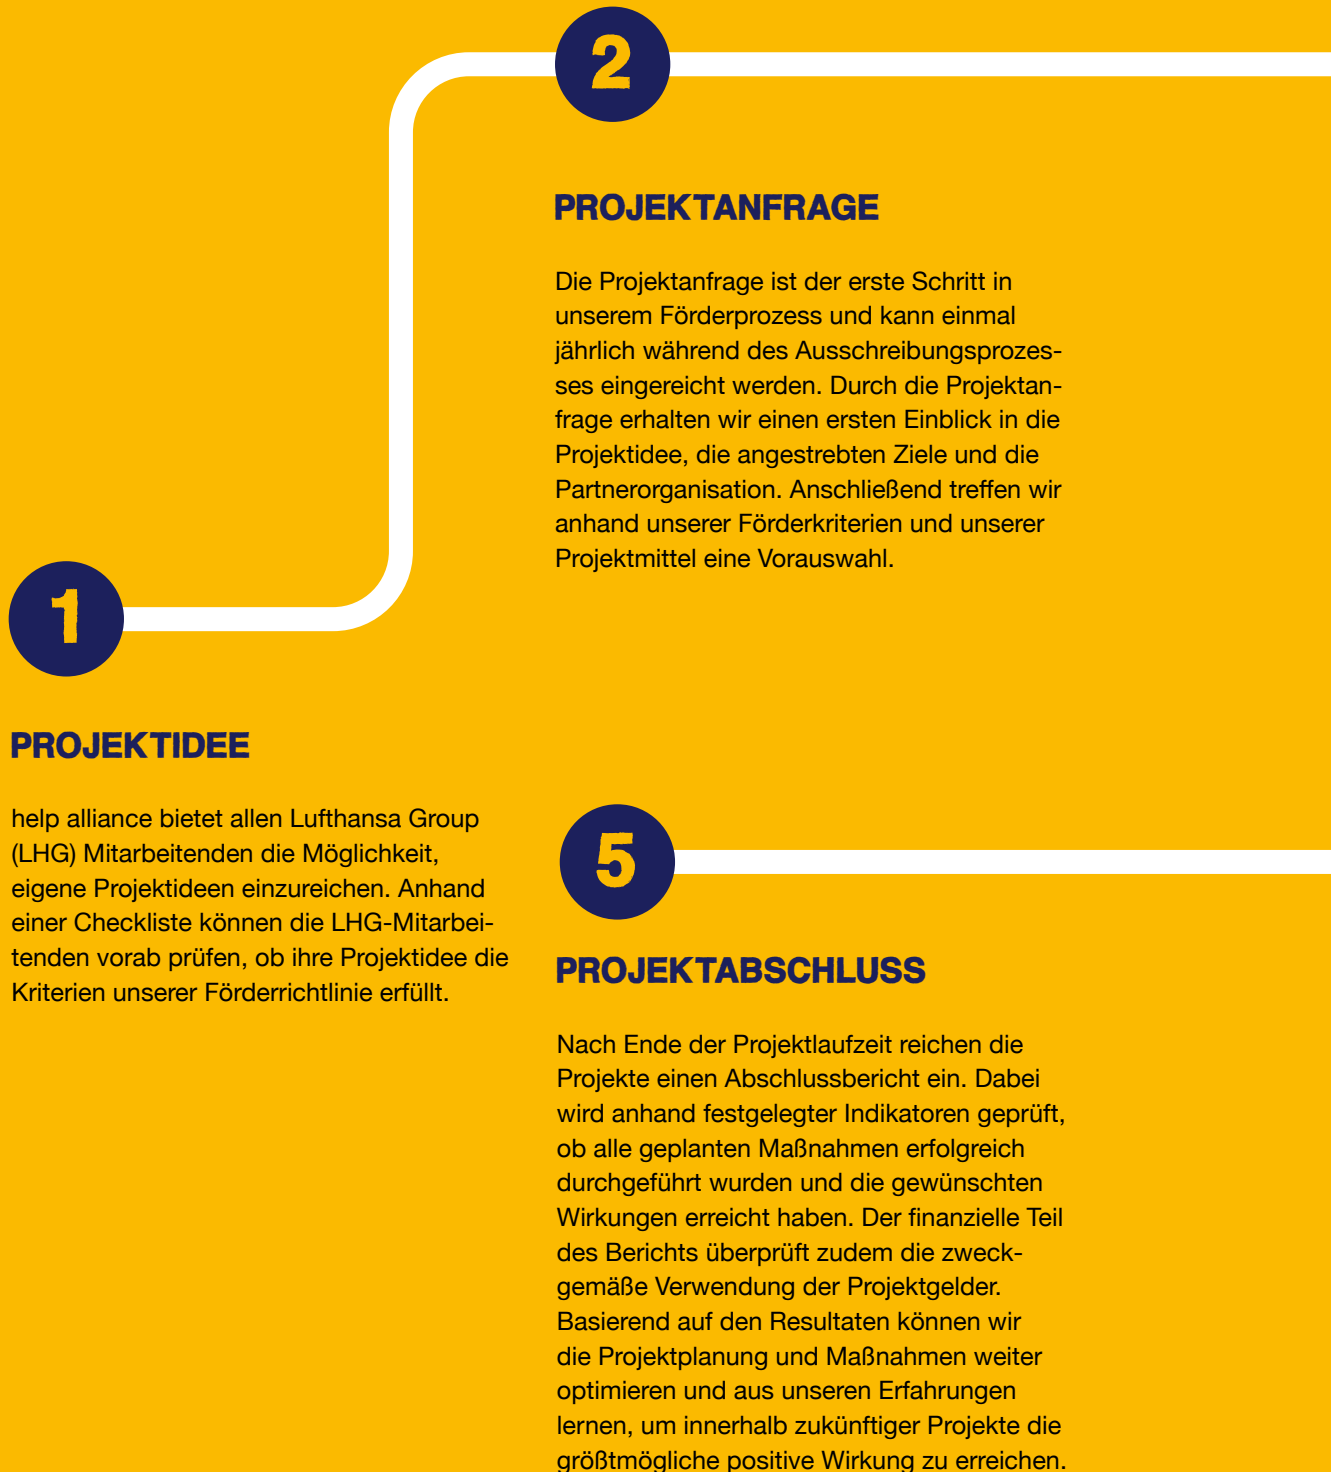 1
PROJEKTIDEE
help alliance bietet allen Lufthansa Group
(LHG) Mitarbeitenden die Möglichkeit,
eigene Projektideen einzureichen. Anhand
einer Checkliste können die LHG-Mitarbei-
tenden vorab prüfen, ob ihre Projektidee die
Kriterien unserer Förderrichtlinie erfüllt.
2
PROJEKTANFRAGE
Die Projektanfrage ist der erste Schritt in
unserem Förderprozess und kann einmal
jährlich während des Ausschreibungsprozes-
ses eingereicht werden. Durch die Projektan-
frage erhalten wir einen ersten Einblick in die
Projektidee, die angestrebten Ziele und die
Partnerorganisation. Anschließend treffen wir
anhand unserer Förderkriterien und unserer
Projektmittel eine Vorauswahl.
5
PROJEKTABSCHLUSS
Nach Ende der Projektlaufzeit reichen die
Projekte einen Abschlussbericht ein. Dabei
wird anhand festgelegter Indikatoren geprüft,
ob alle geplanten Maßnahmen erfolgreich
durchgeführt wurden und die gewünschten
Wirkungen erreicht haben. Der finanzielle Teil
des Berichts überprüft zudem die zweck-
gemäße Verwendung der Projektgelder.
Basierend auf den Resultaten können wir
die Projektplanung und Maßnahmen weiter
optimieren und aus unseren Erfahrungen
lernen, um innerhalb zukünftiger Projekte die
größtmögliche positive Wirkung zu erreichen.